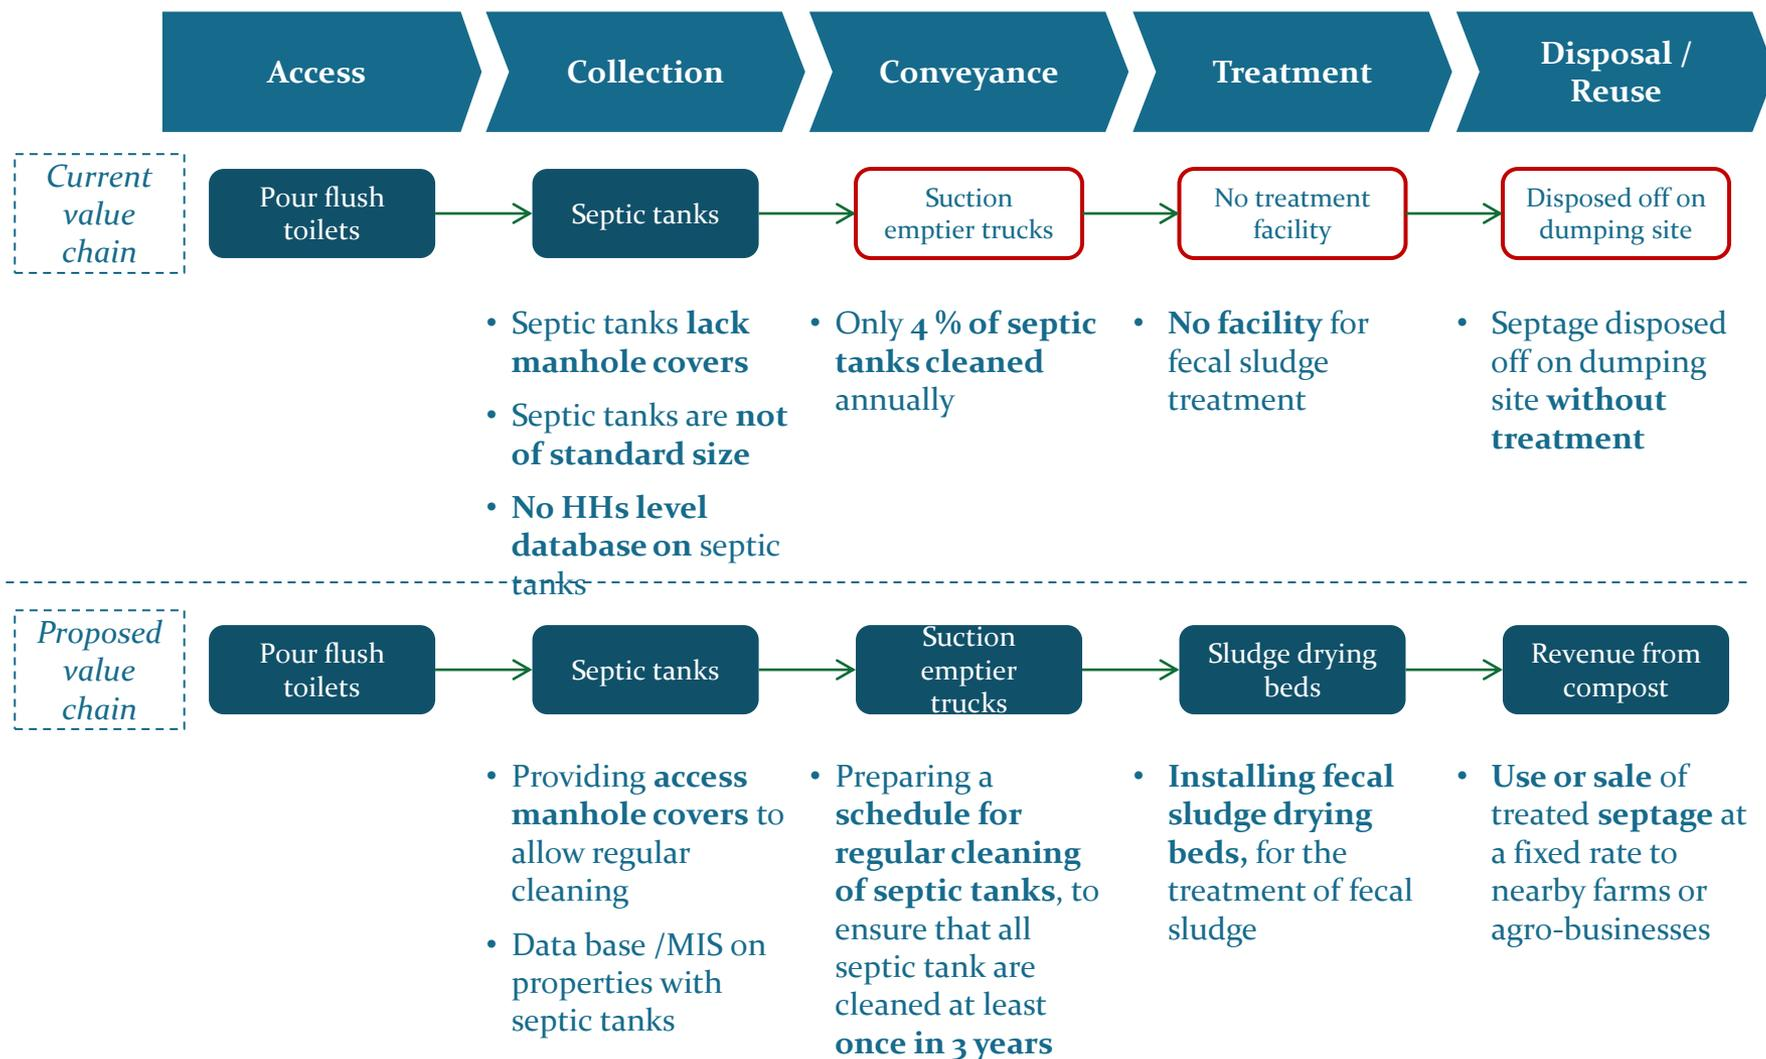 Access
Collection
Conveyance
Treatment
Disposal /
Reuse
Current
value
chain
Pour flush
toilets
Septic tanks
Suction
emptier trucks
No treatment
facility
Disposed off on
dumping site
• Septic tanks lack
manhole covers
• Septic tanks are not
of standard size
• No HHs level
database on septic
tanks
• Only 4 % of septic
tanks cleaned
annually
• No facility for
fecal sludge
treatment
• Septage disposed
off on dumping
site without
treatment
Proposed
value
chain
Pour flush
toilets
Septic tanks
Suction
emptier
trucks
Sludge drying
beds
Revenue from
compost
• Providing access
manhole covers to
allow regular
cleaning
• Data base /MIS on
properties with
septic tanks
• Preparing a
schedule for
regular cleaning
of septic tanks, to
ensure that all
septic tank are
cleaned at least
once in 3 years
• Installing fecal
sludge drying
beds, for the
treatment of fecal
sludge
• Use or sale of
treated septage at
a fixed rate to
nearby farms or
agro-businesses